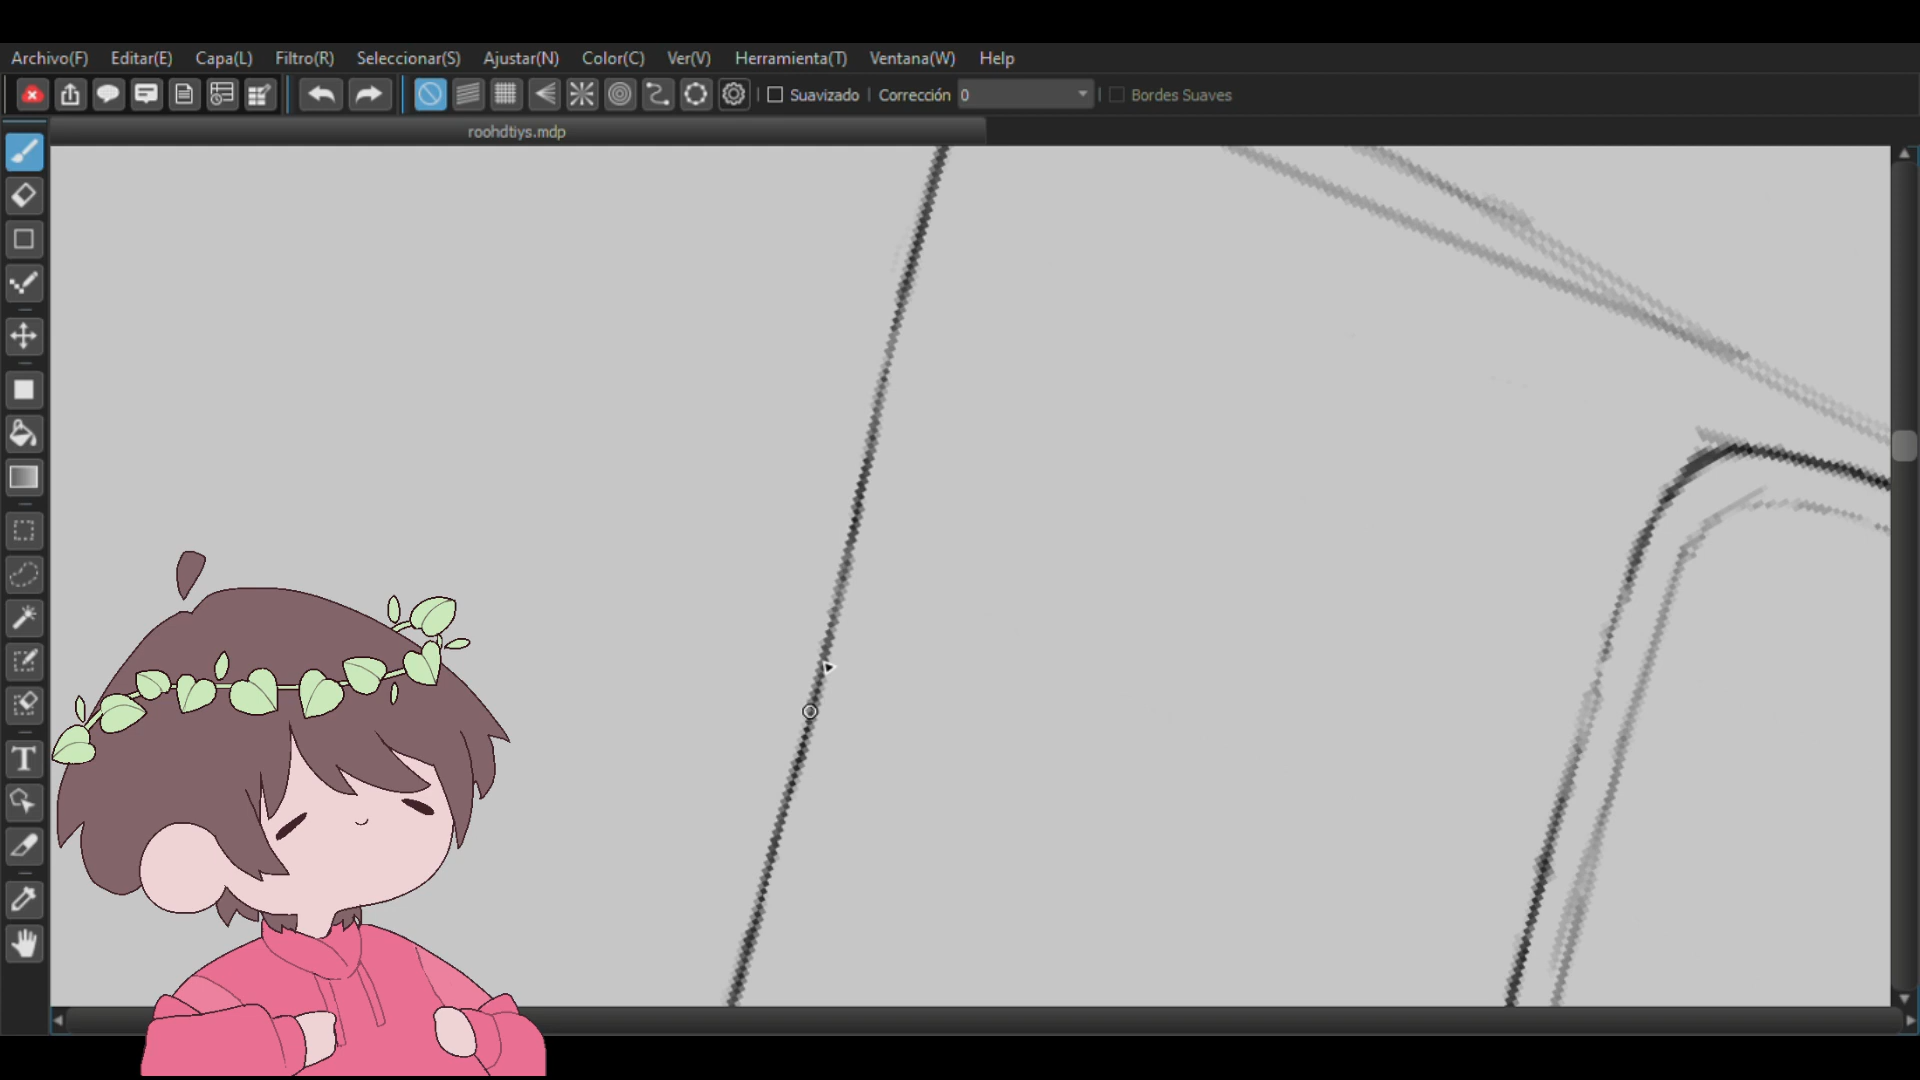 Archivo(F) Editar(E) Capa(L) Filtro(R) Seleccionar(S) Ajustar(N) Color(C) Ver(V) Herramienta(T) Ventana(W) Help
Suavizado Corrección 0 Bordes Suaves
roohdtiys.mdp
T